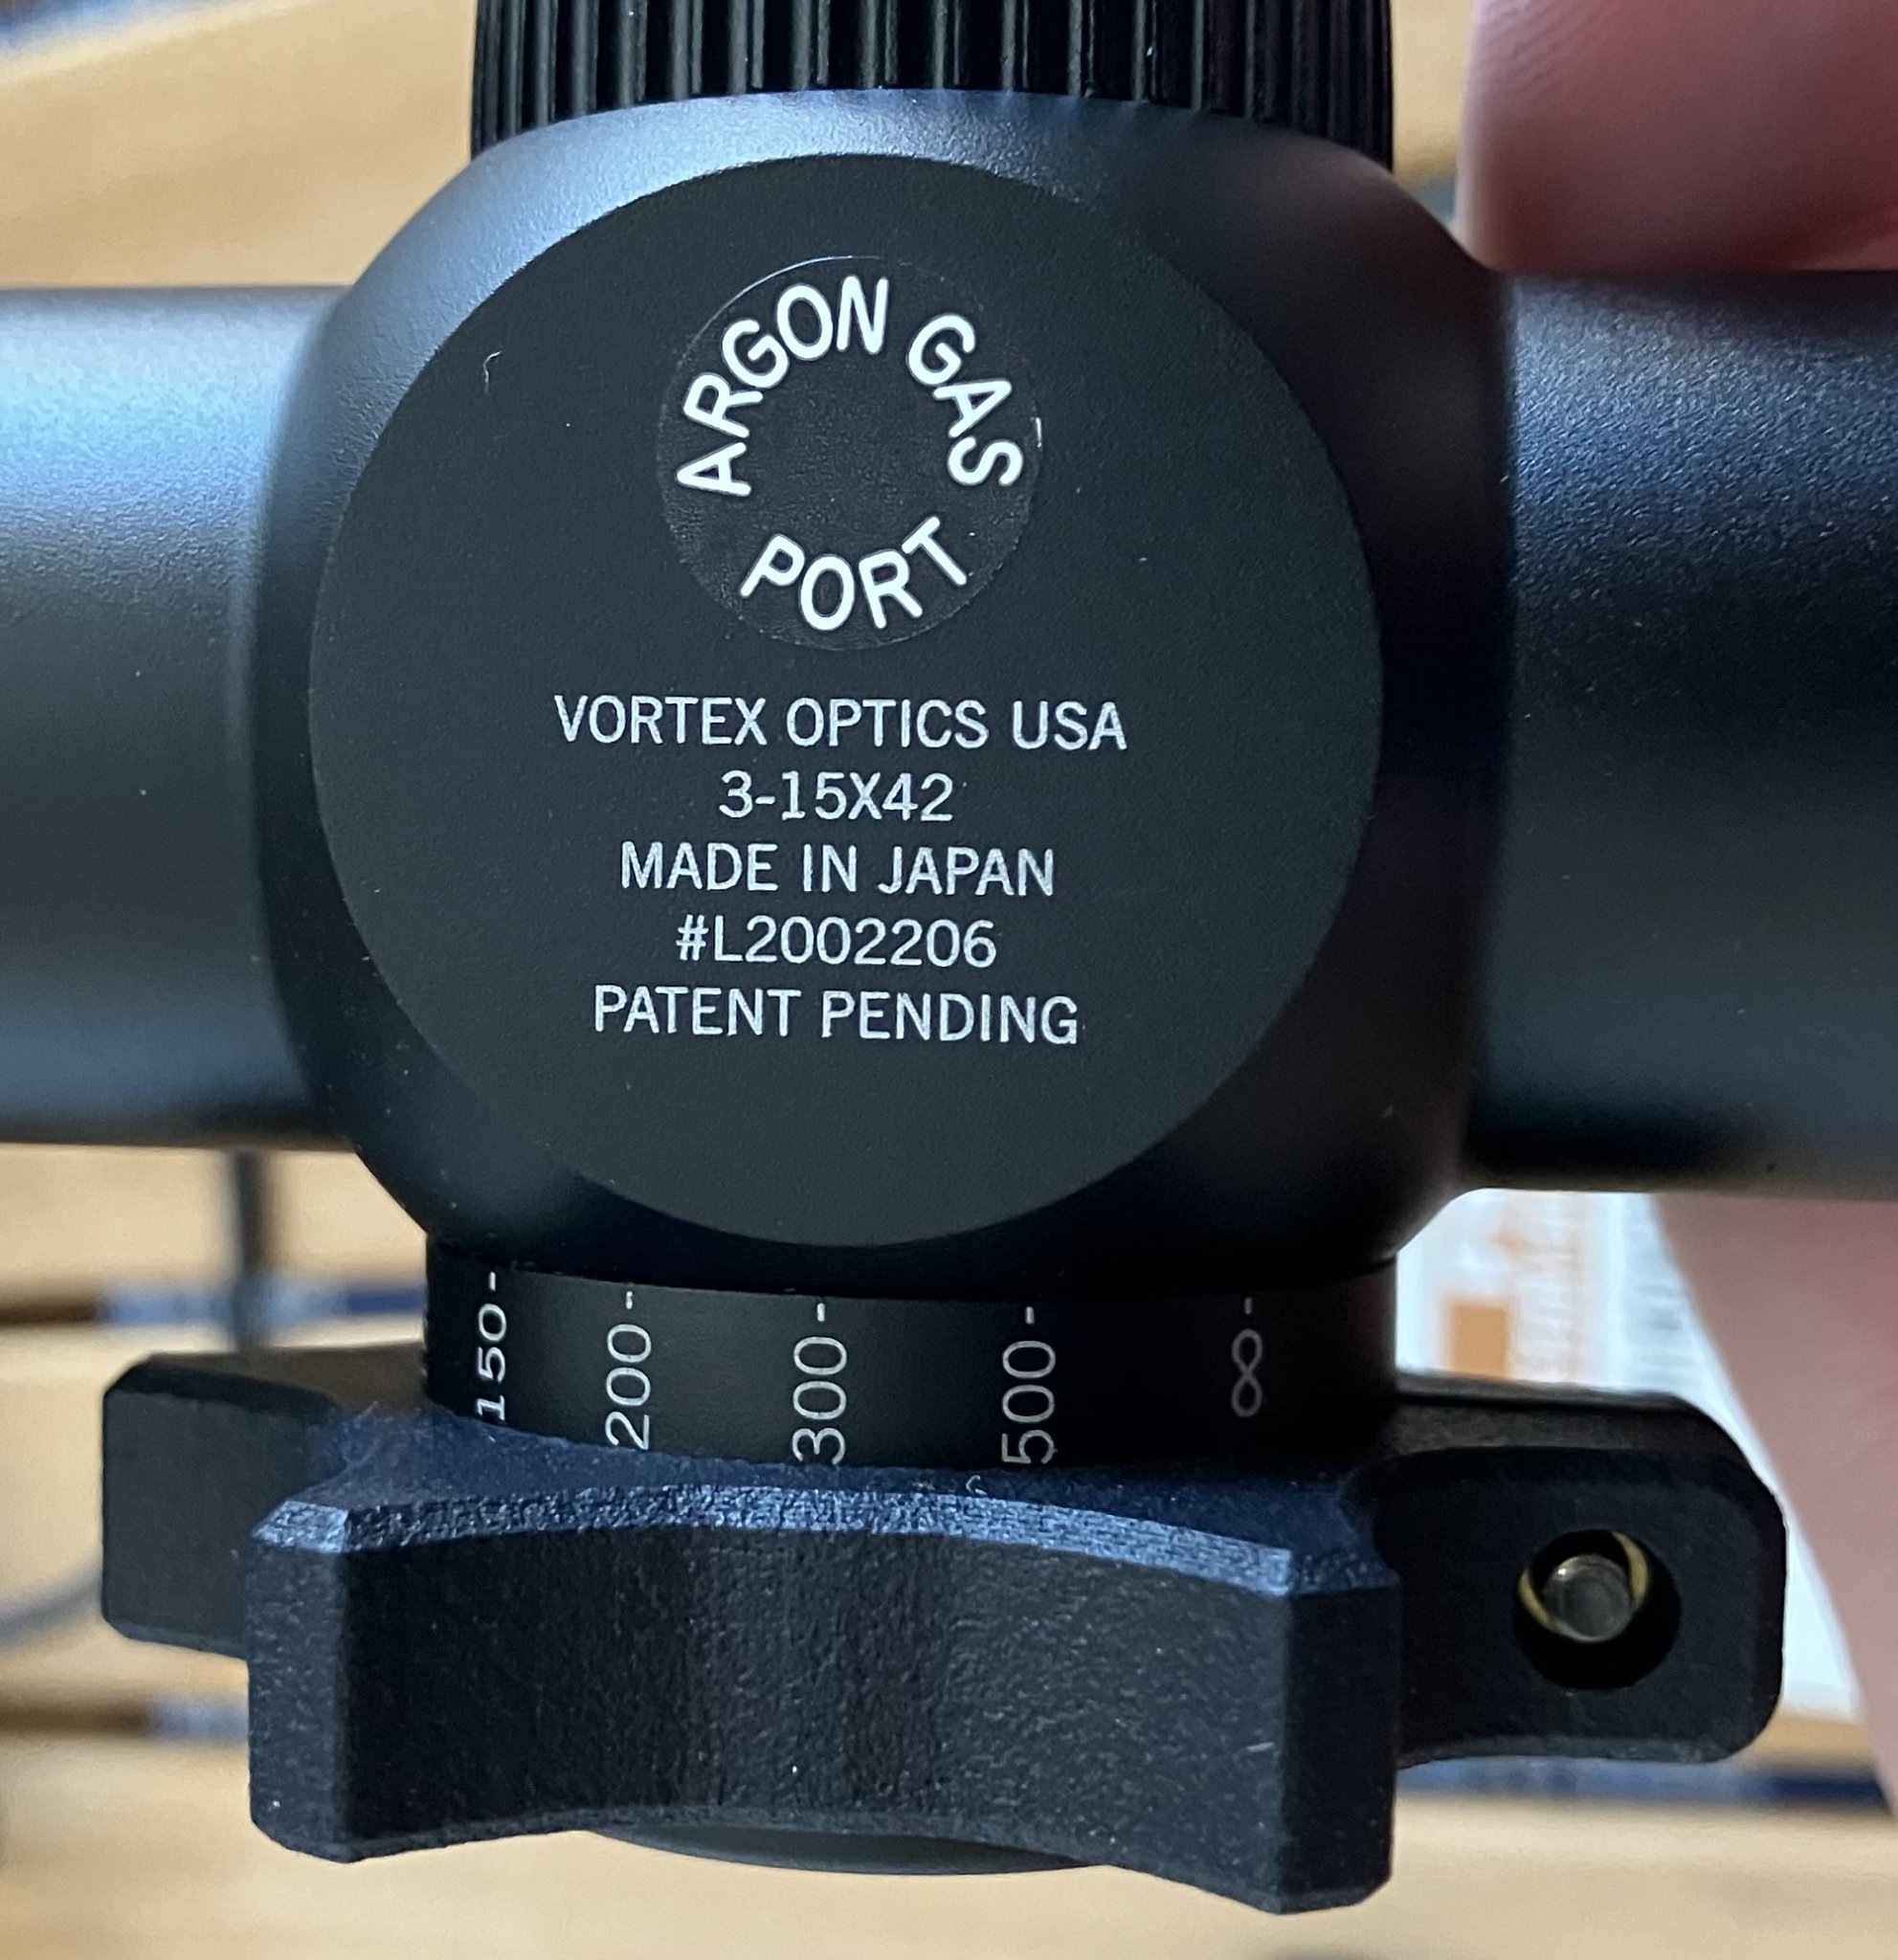 ARGON GAS
PORT
VORTEX OPTICS USA
3-15X42
MADE IN JAPAN
#L2002206
PATENT PENDING
150-
200-
300-
500-
∞-